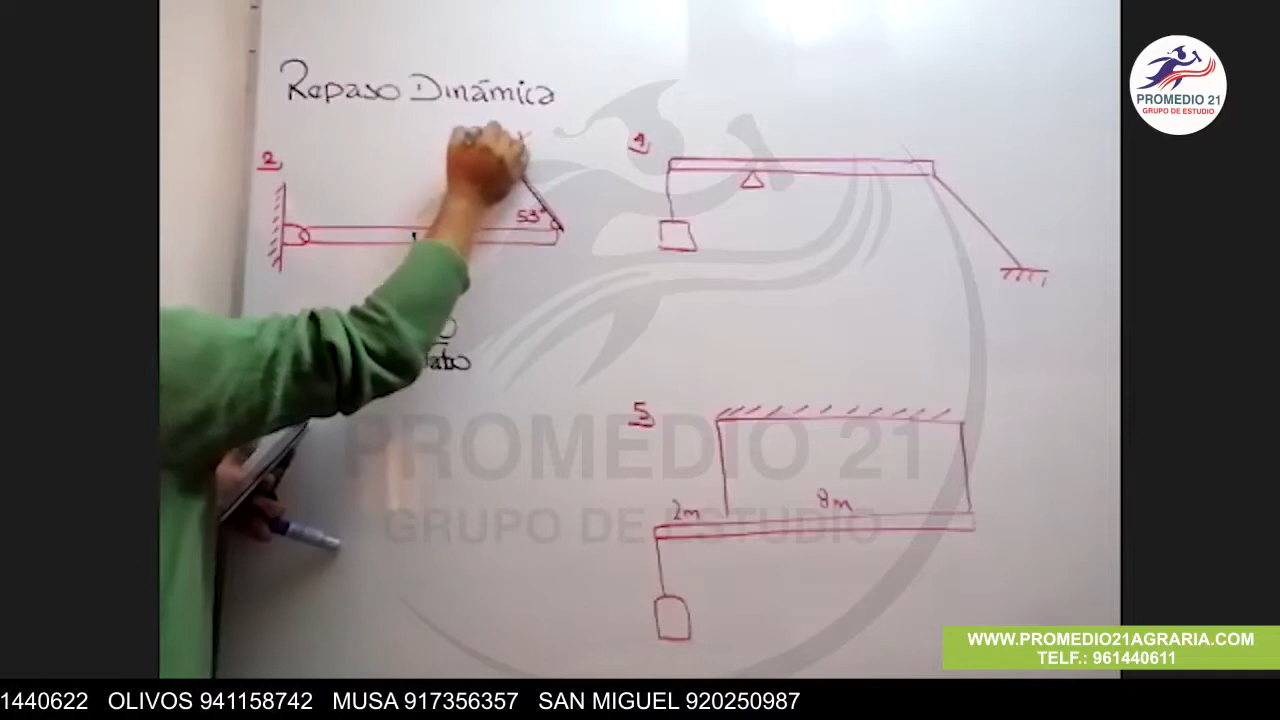 Repaso Dinámica
2
53°
4
5
2m
8m
PROMEDIO 21
GRUPO DE ESTUDIO
PROMEDIO 21
GRUPO DE ESTUDIO
WWW.PROMEDIO21AGRARIA.COM
TELF.: 961440611
1440622 OLIVOS 941158742 MUSA 917356357 SAN MIGUEL 920250987